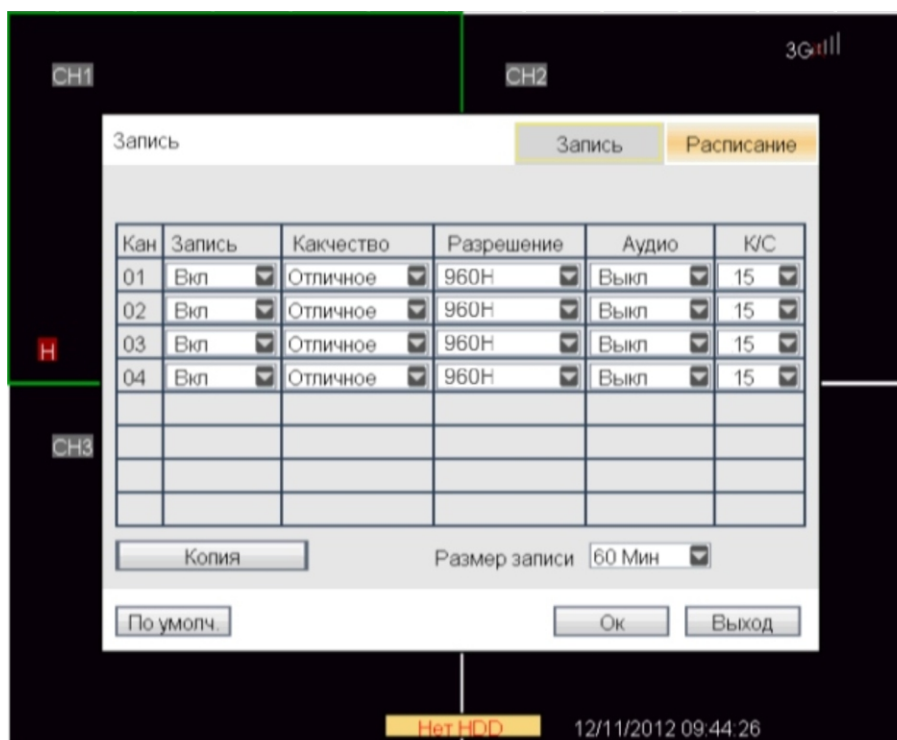 3G
CH1 CH2
Запись Запись Расписание
Кан Запись Какчество Разрешение Аудио К/С
01 Вкл Отличное 960H Выкл 15
02 Вкл Отличное 960H Выкл 15
03 Вкл Отличное 960H Выкл 15
04 Вкл Отличное 960H Выкл 15
H
CH3
Копия Размер записи 60 Мин
По умолч. Ок Выход
Нет HDD 12/11/2012 09:44:26